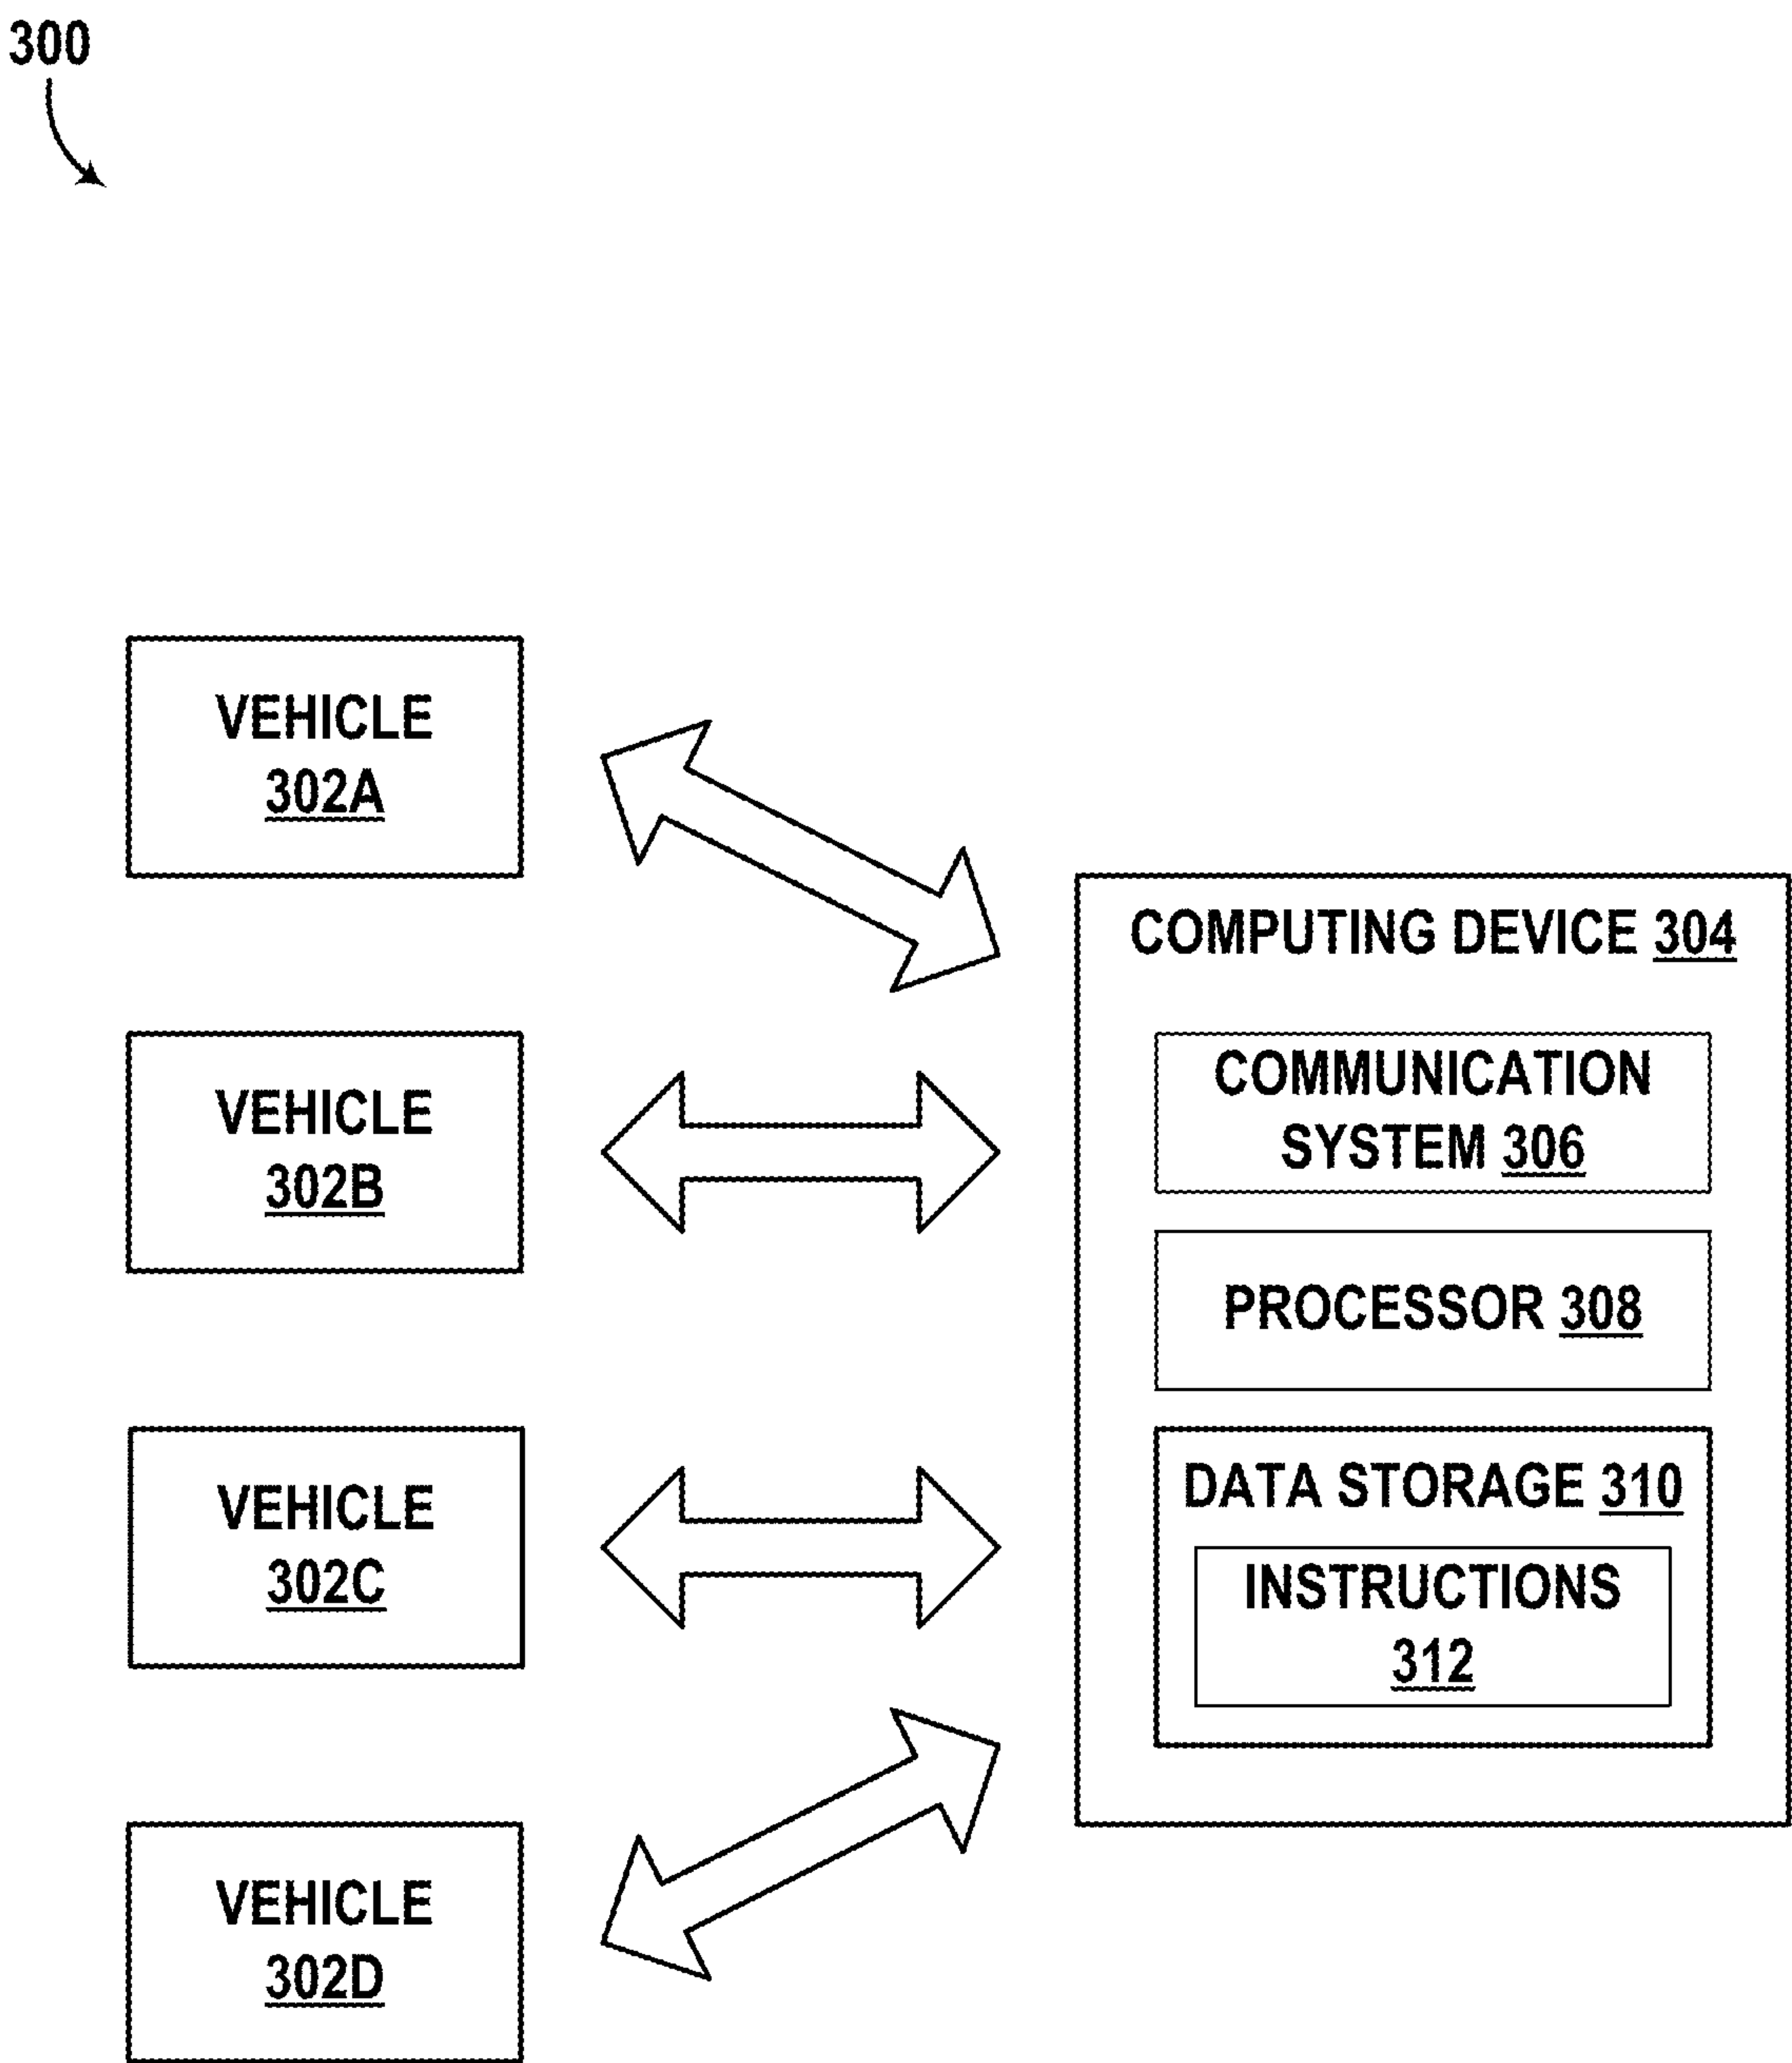 300
VEHICLE
302A
VEHICLE
302B
VEHICLE
302C
VEHICLE
302D
COMPUTING DEVICE 304
COMMUNICATION
SYSTEM 306
PROCESSOR 308
DATA STORAGE 310
INSTRUCTIONS
312